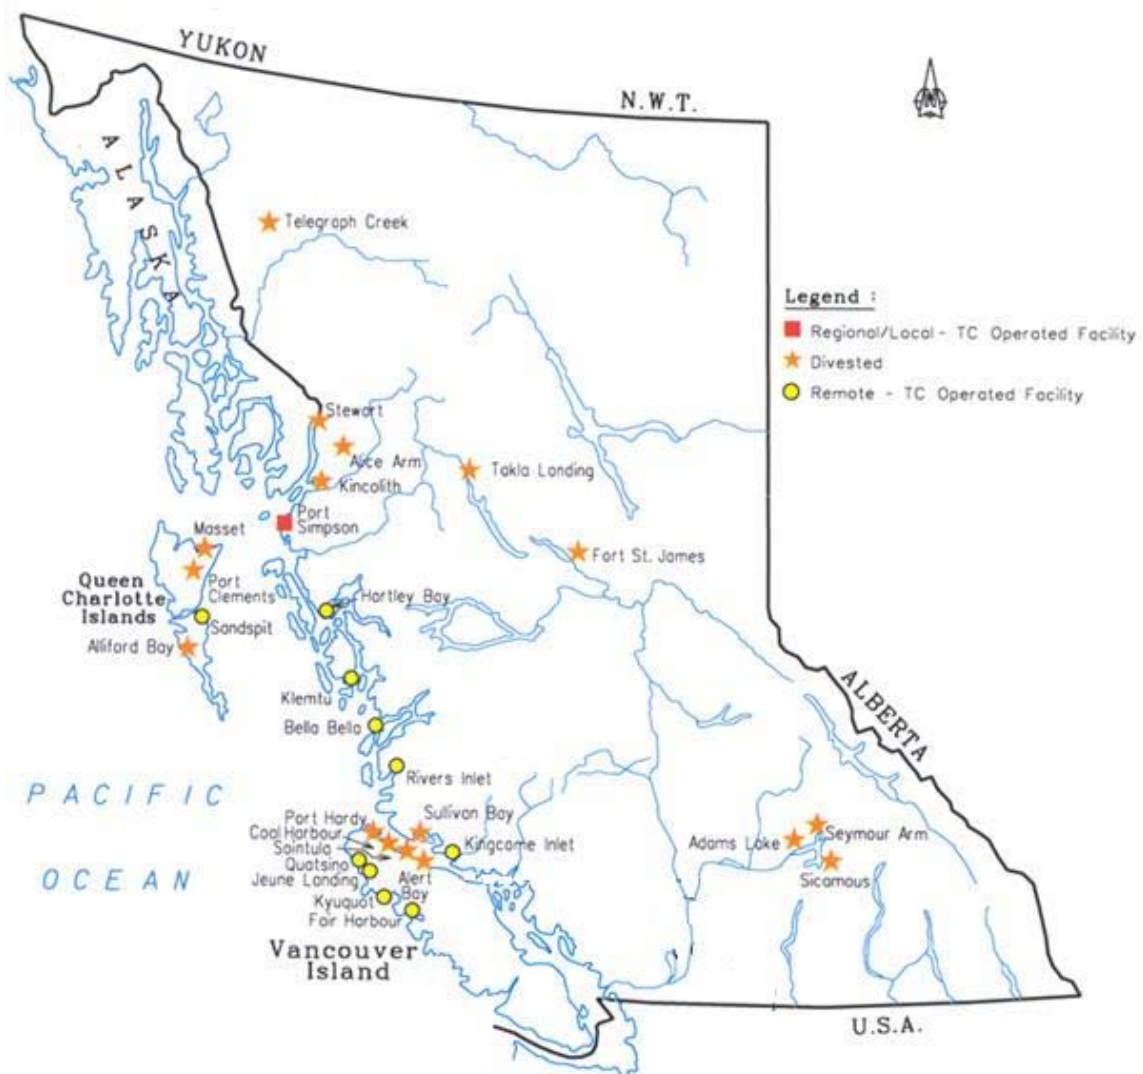 YUKON
N.W.T.
ALASKA
Telegraph Creek
Legend :
Regional/Local - TC Operated Facility
Divested
Remote - TC Operated Facility
Stewart
Alice Arm
Kincolith
Takla Landing
Port
Simpson
Masset
Fort St. James
Queen
Charlotte
Islands
Port
Clements
Hartley Bay
Sandspit
Alliford Bay
Klemtu
ALBERTA
Bella Bella
Rivers Inlet
PACIFIC
OCEAN
Port Hardy
Sullivan Bay
Coal Harbour
Sointula
Kingcome Inlet
Quatsino
Jeune Landing
Alert
Bay
Kyuquot
Fair Harbour
Adams Lake
Seymour Arm
Sicamous
Vancouver
Island
U.S.A.